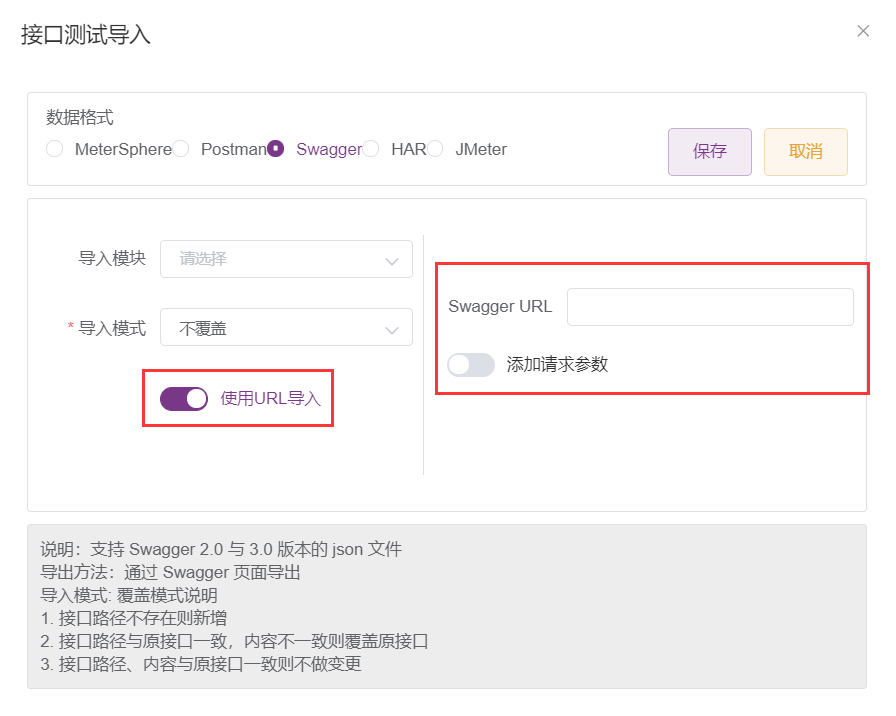 接口测试导入
数据格式
MeterSphere Postman Swagger HAR JMeter
保存 取消
导入模块 请选择
* 导入模式 不覆盖
使用URL导入
Swagger URL
添加请求参数
说明：支持 Swagger 2.0 与 3.0 版本的 json 文件
导出方法：通过 Swagger 页面导出
导入模式: 覆盖模式说明
1. 接口路径不存在则新增
2. 接口路径与原接口一致，内容不一致则覆盖原接口
3. 接口路径、内容与原接口一致则不做变更